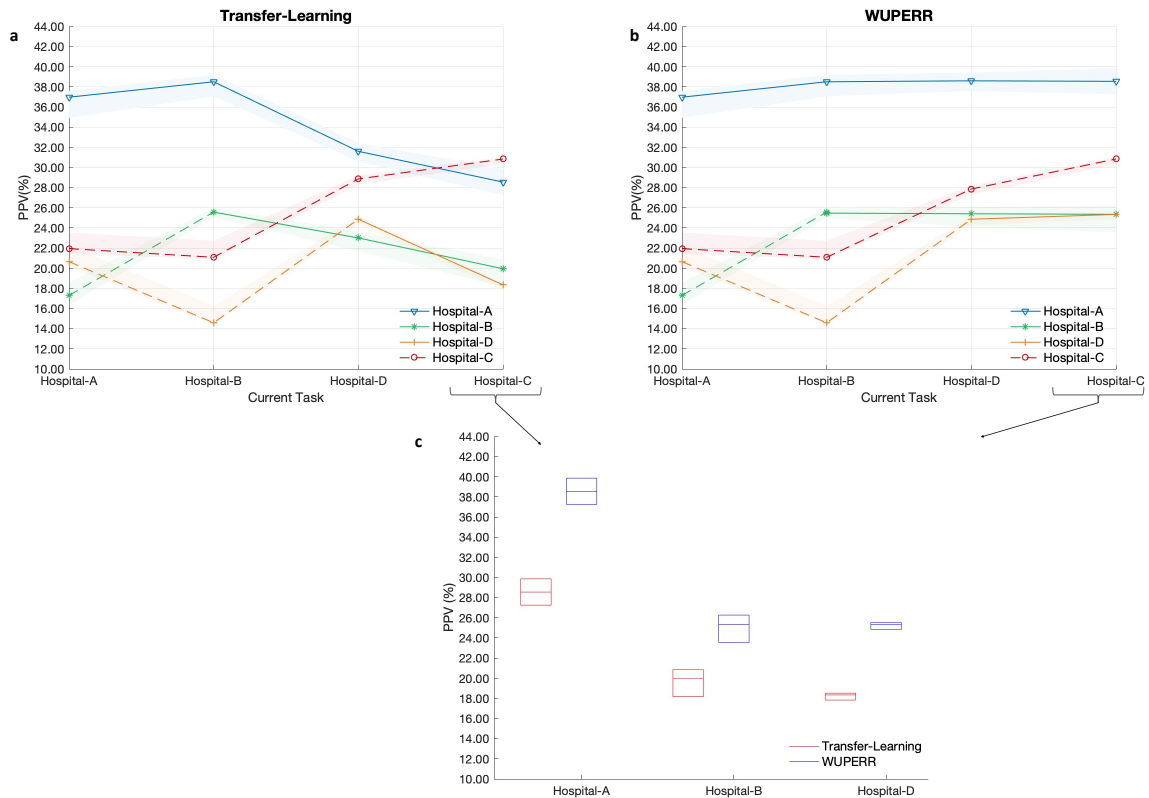 Transfer-Learning
a
44.00
42.00
40.00
38.00
36.00
34.00
32.00
30.00
28.00
26.00
24.00
22.00
20.00
18.00
16.00
14.00
12.00
10.00
PPV(%)
Hospital-A
Hospital-B
Hospital-D
Hospital-C
Hospital-A
Hospital-B
Hospital-D
Hospital-C
Current Task
WUPERR
b
44.00
42.00
40.00
38.00
36.00
34.00
32.00
30.00
28.00
26.00
24.00
22.00
20.00
18.00
16.00
14.00
12.00
10.00
PPV(%)
Hospital-A
Hospital-B
Hospital-D
Hospital-C
Hospital-A
Hospital-B
Hospital-D
Hospital-C
Current Task
c
44.00
42.00
40.00
38.00
36.00
34.00
32.00
30.00
28.00
26.00
24.00
22.00
20.00
18.00
16.00
14.00
12.00
10.00
PPV (%)
Transfer-Learning
WUPERR
Hospital-A
Hospital-B
Hospital-D